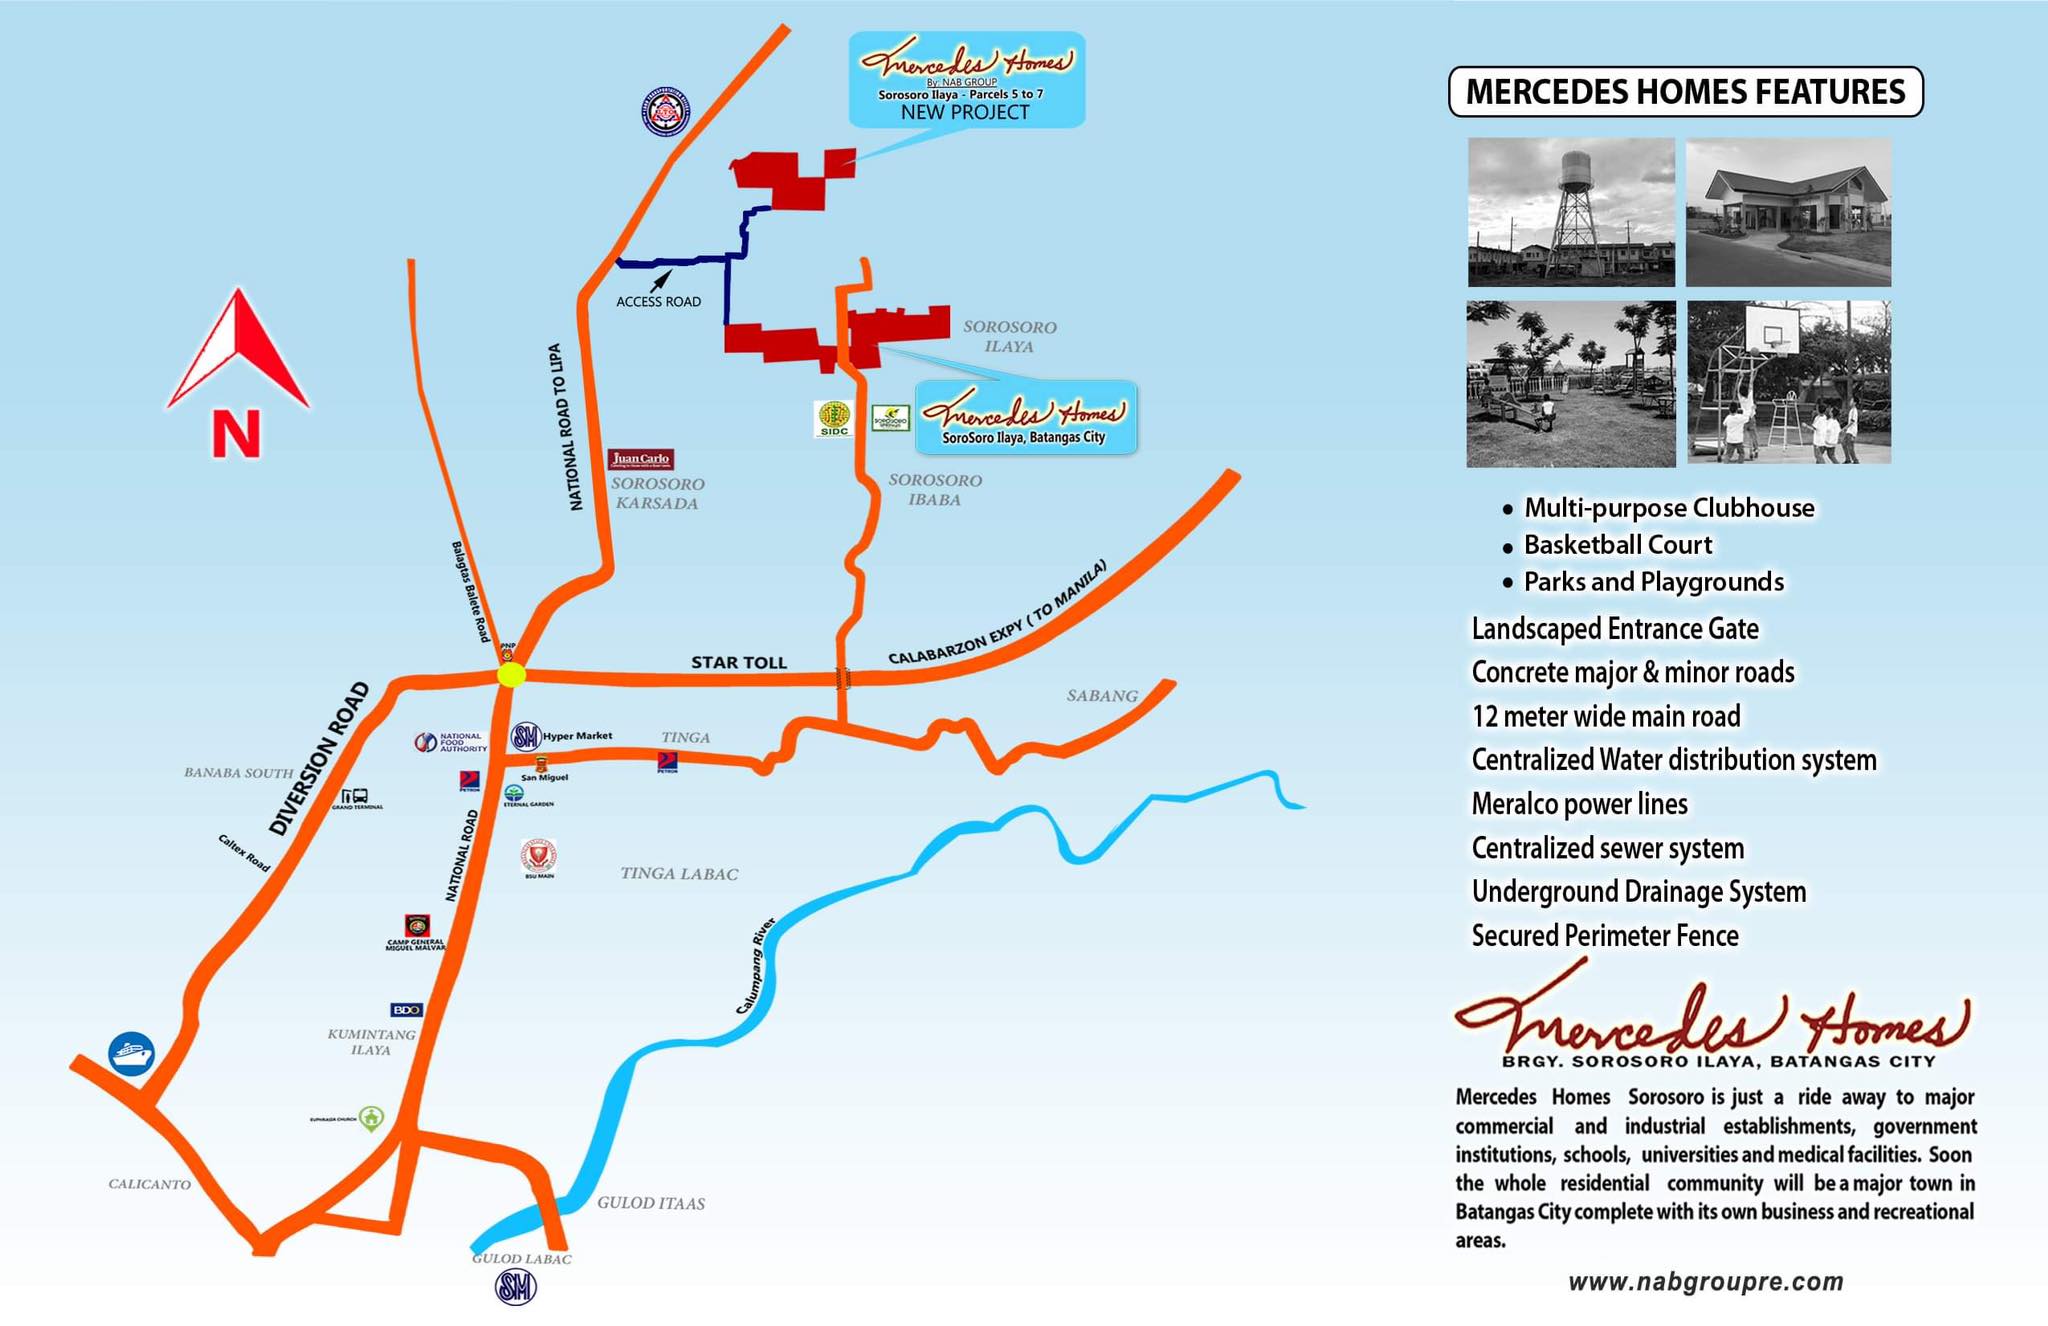 Mercedes Homes
By: NAB GROUP
Sorosoro Ilaya - Parcels 5 to 7
NEW PROJECT
LTO
ACCESS ROAD
SOROSORO
ILAYA
Mercedes Homes
SoroSoro Ilaya, Batangas City
SIDC
SOROSORO
SPRINGS
N
NATIONAL ROAD TO LIPA
Juan Carlo
SOROSORO
KARSADA
SOROSORO
IBABA
Balagtas Balete Road
PNP
STAR TOLL
CALABARZON EXPY ( TO MANILA)
SABANG
DIVERSION ROAD
NATIONAL
FOOD
AUTHORITY
SM
Hyper Market
TINGA
PETRON
San Miguel
PETRON
BANABA SOUTH
GRAND TERMINAL
ETERNAL GARDEN
Caltex Road
NATIONAL ROAD
BSU MAIN
TINGA LABAC
CAMP GENERAL
MIGUEL MALVAR
Calumpang River
BDO
KUMINTANG
ILAYA
EUPHRASIA CHURCH
CALICANTO
GULOD ITAAS
GULOD LABAC
SM
MERCEDES HOMES FEATURES
• Multi-purpose Clubhouse
• Basketball Court
• Parks and Playgrounds
Landscaped Entrance Gate
Concrete major & minor roads
12 meter wide main road
Centralized Water distribution system
Meralco power lines
Centralized sewer system
Underground Drainage System
Secured Perimeter Fence
Mercedes Homes
BRGY. SOROSORO ILAYA, BATANGAS CITY
Mercedes Homes Sorosoro is just a ride away to major
commercial and industrial establishments, government
institutions, schools, universities and medical facilities. Soon
the whole residential community will be a major town in
Batangas City complete with its own business and recreational
areas.
www.nabgroupre.com